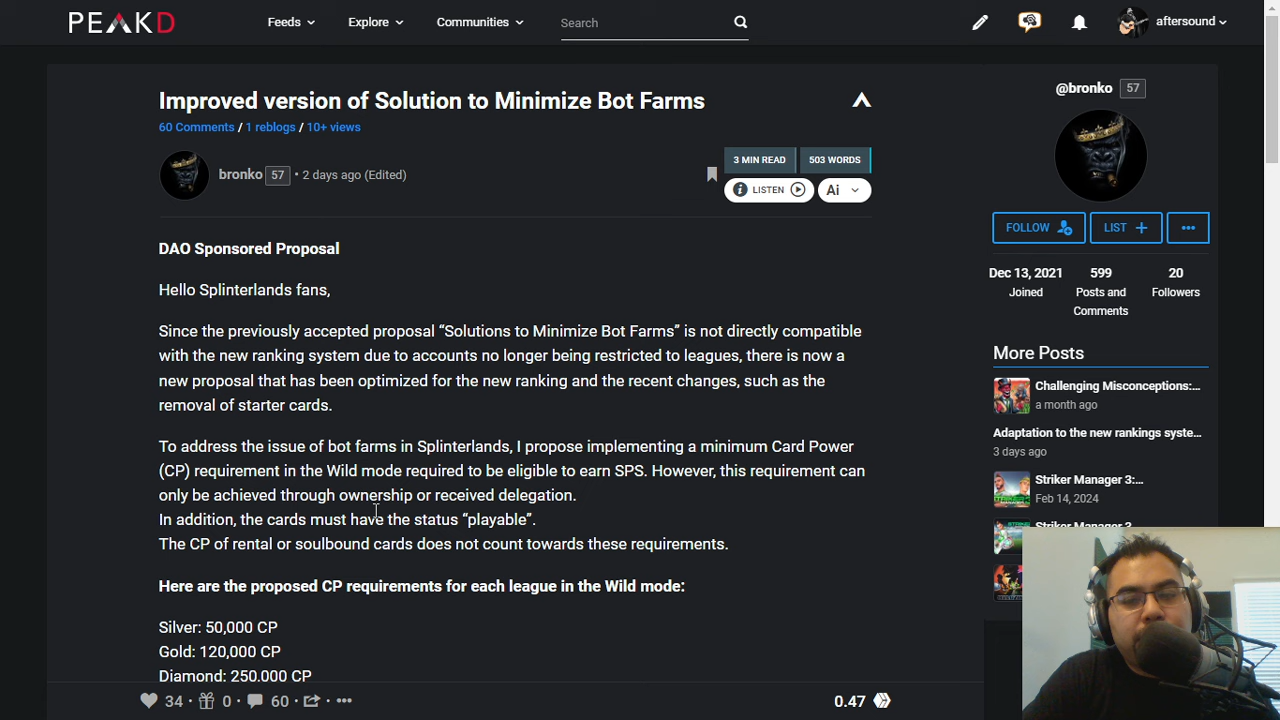 PEAKD
Feeds
Explore
Communities
Search
aftersound
Improved version of Solution to Minimize Bot Farms
60 Comments / 1 reblogs / 10+ views
bronko 57 • 2 days ago (Edited)
3 MIN READ
503 WORDS
LISTEN
Ai
DAO Sponsored Proposal
Hello Splinterlands fans,
Since the previously accepted proposal “Solutions to Minimize Bot Farms” is not directly compatible
with the new ranking system due to accounts no longer being restricted to leagues, there is now a
new proposal that has been optimized for the new ranking and the recent changes, such as the
removal of starter cards.
To address the issue of bot farms in Splinterlands, I propose implementing a minimum Card Power
(CP) requirement in the Wild mode required to be eligible to earn SPS. However, this requirement can
only be achieved through ownership or received delegation.
In addition, the cards must have the status “playable”.
The CP of rental or soulbound cards does not count towards these requirements.
Here are the proposed CP requirements for each league in the Wild mode:
Silver: 50,000 CP
Gold: 120,000 CP
Diamond: 250,000 CP
34 · 0 · 60
0.47
@bronko 57
FOLLOW
LIST
Dec 13, 2021
Joined
599
Posts and
Comments
20
Followers
More Posts
Challenging Misconceptions:...
a month ago
Adaptation to the new rankings syste...
3 days ago
Striker Manager 3:...
Feb 14, 2024
Striker Manager 3